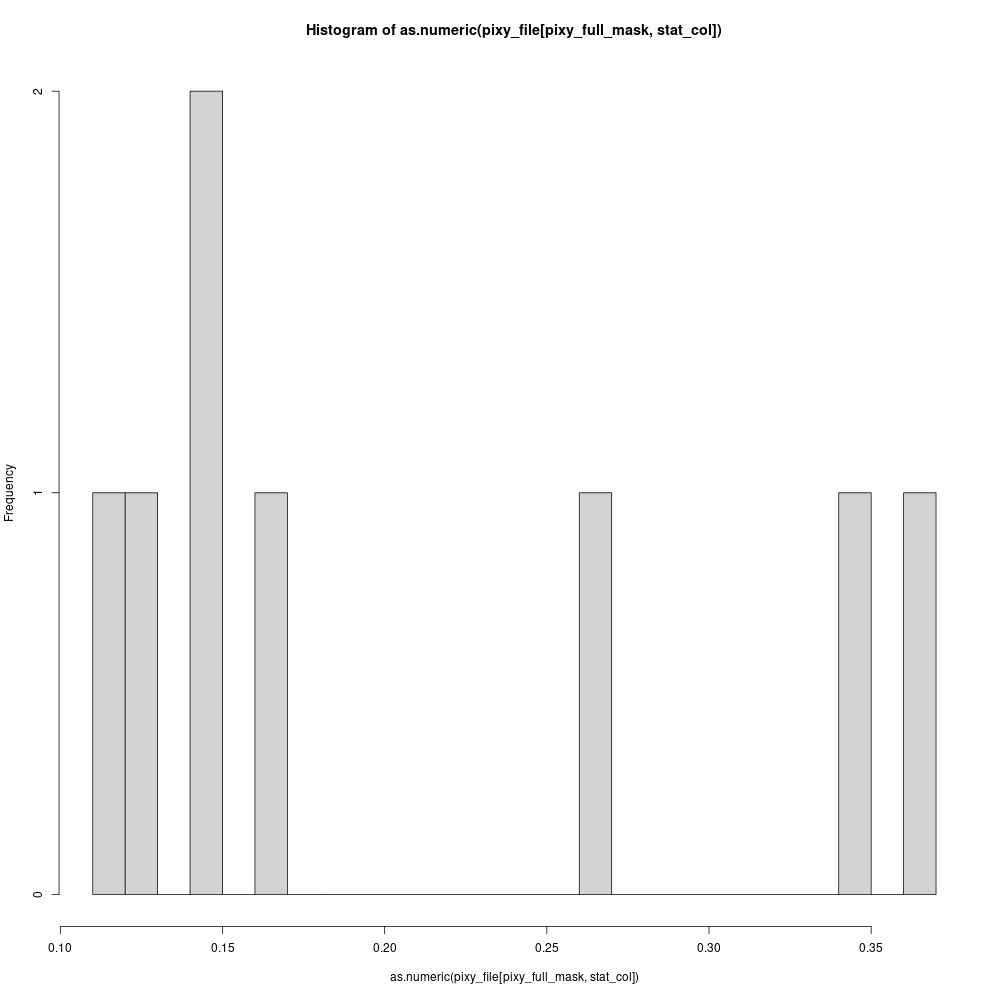 Histogram of as.numeric(pixy_file[pixy_full_mask, stat_col])
2
1
0
Frequency
0.10 0.15 0.20 0.25 0.30 0.35
as.numeric(pixy_file[pixy_full_mask, stat_col])